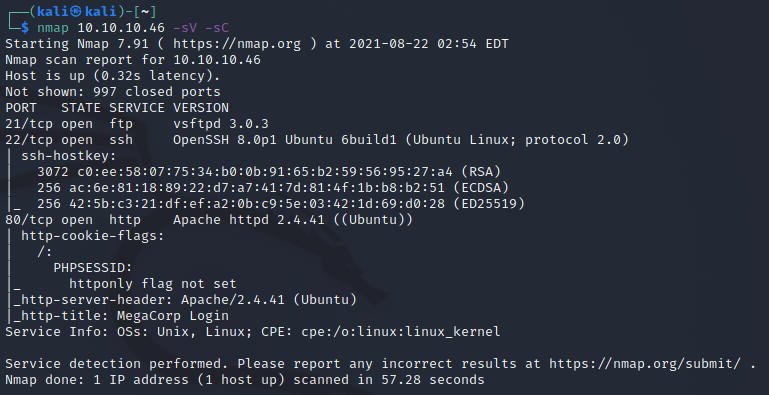 ┌──(kali㉿kali)-[~]
└─$ nmap 10.10.10.46 -sV -sC
Starting Nmap 7.91 ( https://nmap.org ) at 2021-08-22 02:54 EDT
Nmap scan report for 10.10.10.46
Host is up (0.32s latency).
Not shown: 997 closed ports
PORT   STATE SERVICE VERSION
21/tcp open  ftp     vsftpd 3.0.3
22/tcp open  ssh     OpenSSH 8.0p1 Ubuntu 6build1 (Ubuntu Linux; protocol 2.0)
| ssh-hostkey:
|   3072 c0:ee:58:07:75:34:b0:0b:91:65:b2:59:56:95:27:a4 (RSA)
|   256 ac:6e:81:18:89:22:d7:a7:41:7d:81:4f:1b:b8:b2:51 (ECDSA)
|_  256 42:5b:c3:21:df:ef:a2:0b:c9:5e:03:42:1d:69:d0:28 (ED25519)
80/tcp open  http    Apache httpd 2.4.41 ((Ubuntu))
| http-cookie-flags:
|   /:
|     PHPSESSID:
|_      httponly flag not set
|_http-server-header: Apache/2.4.41 (Ubuntu)
|_http-title: MegaCorp Login
Service Info: OSs: Unix, Linux; CPE: cpe:/o:linux:linux_kernel

Service detection performed. Please report any incorrect results at https://nmap.org/submit/ .
Nmap done: 1 IP address (1 host up) scanned in 57.28 seconds